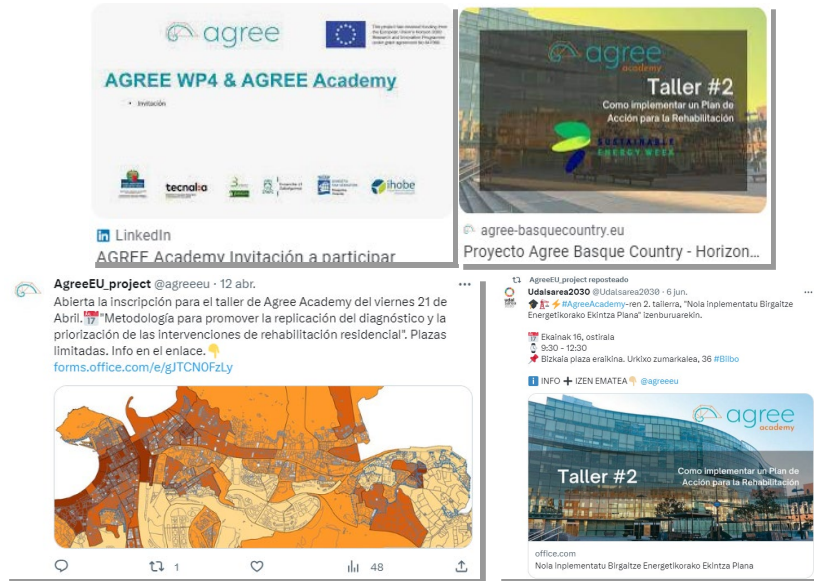 agree
AGREE WP4 & AGREE Academy
• Invitación
tecnalia
ihobe
LinkedIn
AGREE Academy Invitación a participar
agree
academy
Taller #2
Como implementar un Plan de
Acción para la Rehabilitación
SUSTAINABLE
ENERGY WEEK
agree-basquecountry.eu
Proyecto Agree Basque Country - Horizon...
AgreeEU_project @agreeeu · 12 abr.
Abierta la inscripción para el taller de Agree Academy del viernes 21 de
Abril. "Metodología para promover la replicación del diagnóstico y la
priorización de las intervenciones de rehabilitación residencial". Plazas
limitadas. Info en el enlace.
forms.office.com/e/gJTCN0FzLy
1
48
AgreeEU_project reposteado
Udalsarea2030 @Udalsarea2030 · 6 jun.
#AgreeAcademy-ren 2. tailerra, "Nola inplementatu Birgaitze
Energetikorako Ekintza Plana" izenburuarekin.
Ekainak 16, ostirala
9:30 - 12:30
Bizkaia plaza eraikina. Urkixo zumarkalea, 36 #Bilbo
INFO + IZEN EMATEA @agreeeu
agree
academy
Taller #2
Como implementar un Plan de
Acción para la Rehabilitación
office.com
Nola inplementatu Birgaitze Energetikorako Ekintza Plana